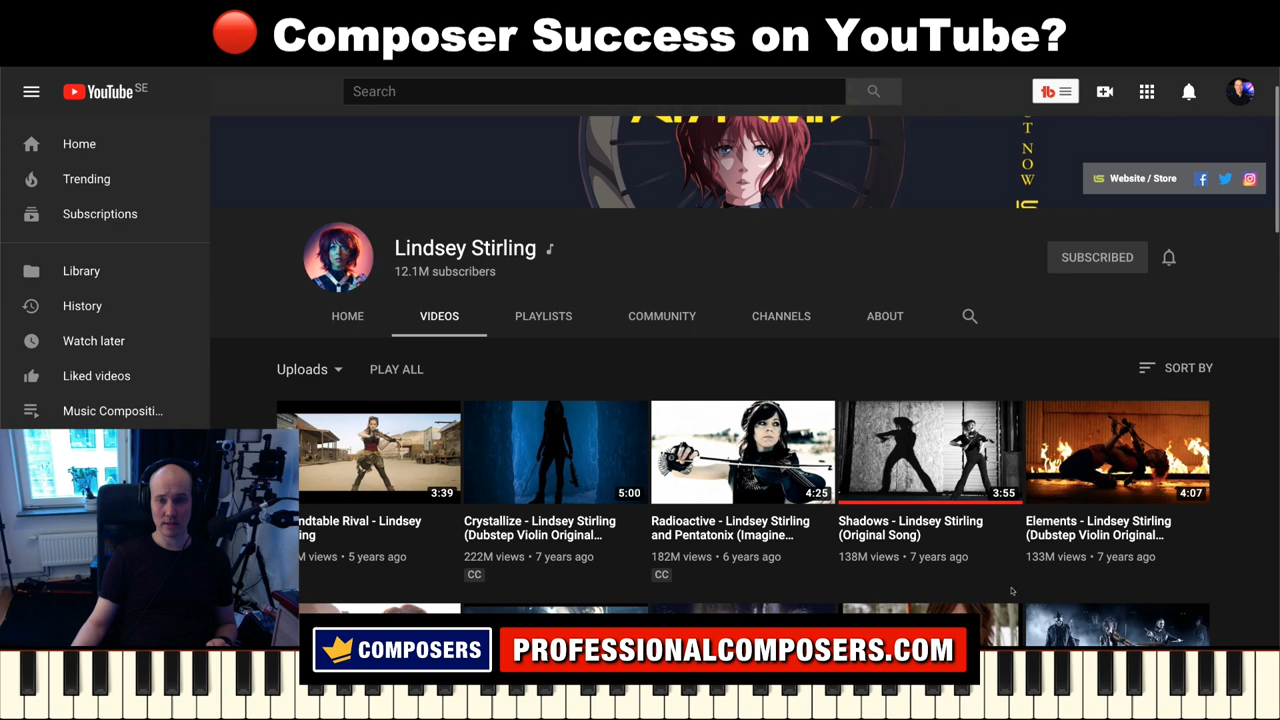 Composer Success on YouTube?
YouTube SE
Search
Home
Trending
Subscriptions
Library
History
Watch later
Liked videos
Music Compositi...
T
N
O
W
Website / Store
Lindsey Stirling
12.1M subscribers
SUBSCRIBED
HOME
VIDEOS
PLAYLISTS
COMMUNITY
CHANNELS
ABOUT
Uploads
PLAY ALL
SORT BY
3:39
5:00
4:25
3:55
4:07
ndtable Rival - Lindsey
ing
M views • 5 years ago
Crystallize - Lindsey Stirling
(Dubstep Violin Original...
222M views • 7 years ago
CC
Radioactive - Lindsey Stirling
and Pentatonix (Imagine...
182M views • 6 years ago
CC
Shadows - Lindsey Stirling
(Original Song)
138M views • 7 years ago
Elements - Lindsey Stirling
(Dubstep Violin Original...
133M views • 7 years ago
COMPOSERS
PROFESSIONALCOMPOSERS.COM